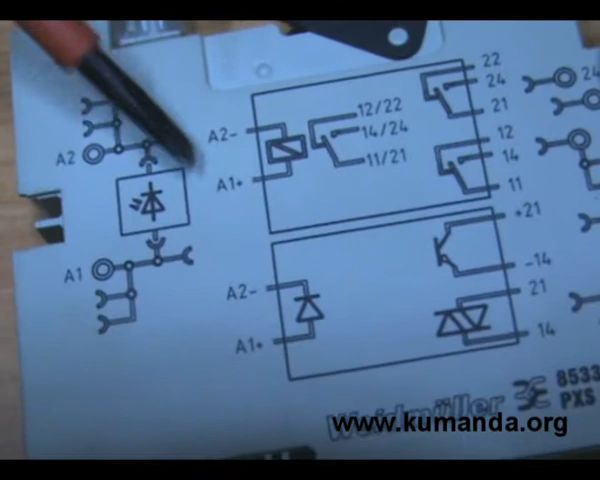 22
24
24
21
12/22
A2-
14/24
A2
12
11/21
14
A1+
11
+21
A1
-14
A2-
21
14
A1+
8533
Weidmüller
PXS
www.kumanda.org